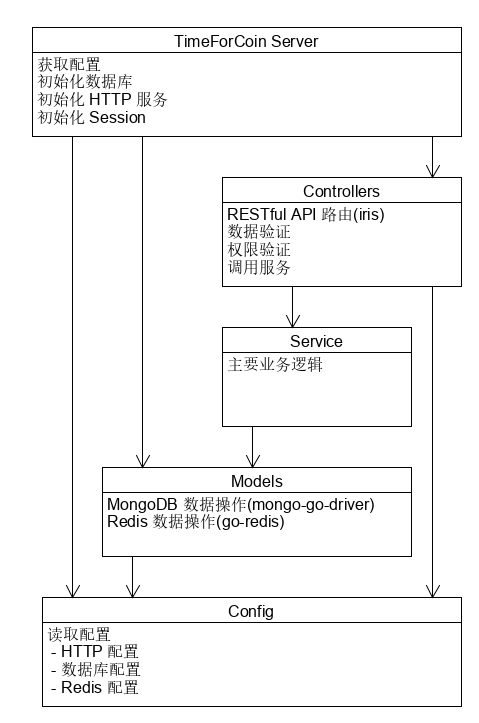 TimeForCoin Server
获取配置
初始化数据库
初始化 HTTP 服务
初始化 Session
Controllers
RESTful API 路由(iris)
数据验证
权限验证
调用服务
Service
主要业务逻辑
Models
MongoDB 数据操作(mongo-go-driver)
Redis 数据操作(go-redis)
Config
读取配置
- HTTP 配置
- 数据库配置
- Redis 配置